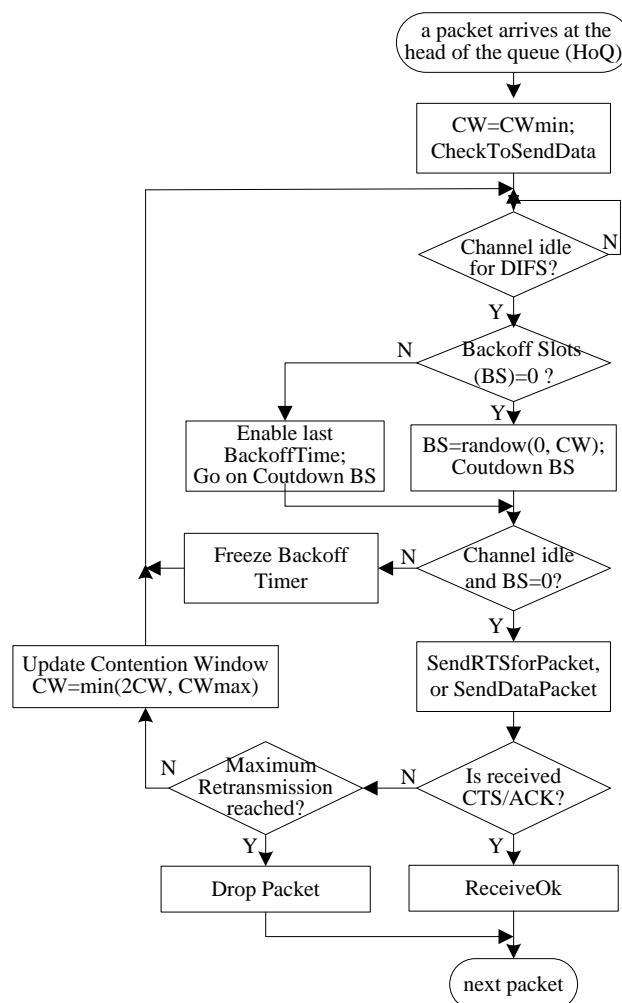 a packet arrives at the
head of the queue (HoQ)
CW=CWmin;
CheckToSendData
Channel idle
for DIFS?
N
Y
Backoff Slots
(BS)=0 ?
N
Y
Enable last
BackoffTime;
Go on Coutdown BS
BS=randow(0, CW);
Coutdown BS
Freeze Backoff
Timer
N
Channel idle
and BS=0?
Y
Update Contention Window
CW=min(2CW, CWmax)
SendRTSforPacket,
or SendDataPacket
N
Maximum
Retransmission
reached?
N
Is received
CTS/ACK?
Y
Y
Drop Packet
ReceiveOk
next packet